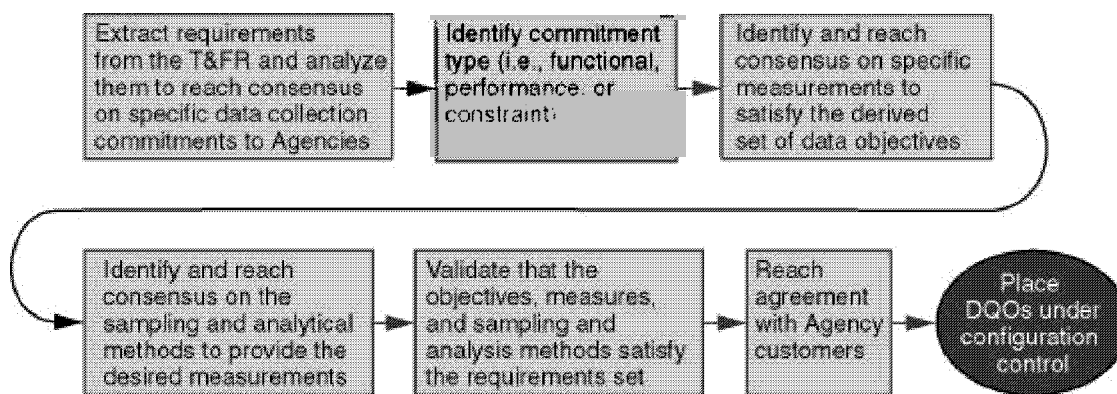 Extract requirements
from the T&FR and analyze
them to reach consensus
on specific data collection
commitments to Agencies
Identify commitment
type (i.e., functional,
performance, or
constraint)
Identify and reach
consensus on specific
measurements to
satisfy the derived
set of data objectives
Identify and reach
consensus on the
sampling and analytical
methods to provide the
desired measurements
Validate that the
objectives, measures,
and sampling and
analysis methods satisfy
the requirements set
Reach
agreement
with Agency
customers
Place
DQOs under
configuration
control